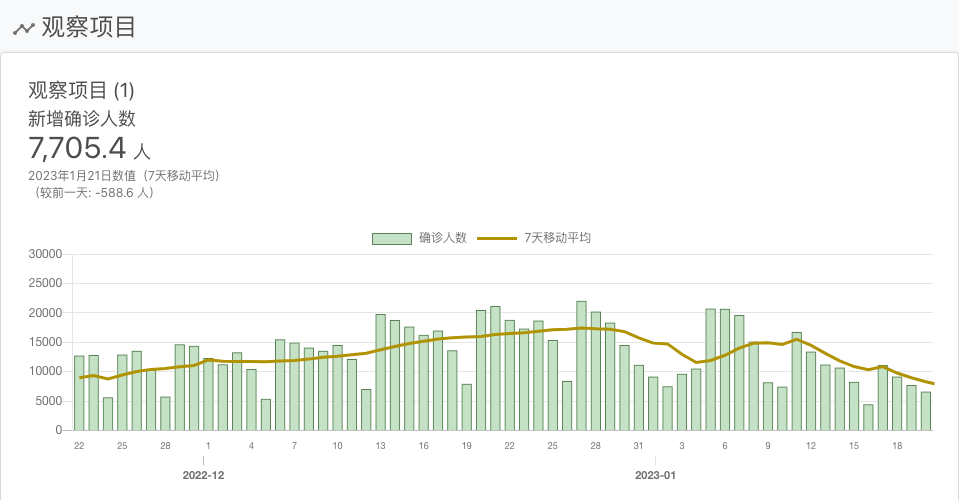 观察项目
观察项目 (1)
新增确诊人数
7,705.4 人
2023年1月21日数值（7天移动平均）
（较前一天: -588.6 人）
确诊人数 7天移动平均
30000
25000
20000
15000
10000
5000
0
22 25 28 1 4 7 10 13 16 19 22 25 28 31 3 6 9 12 15 18
2022-12 2023-01